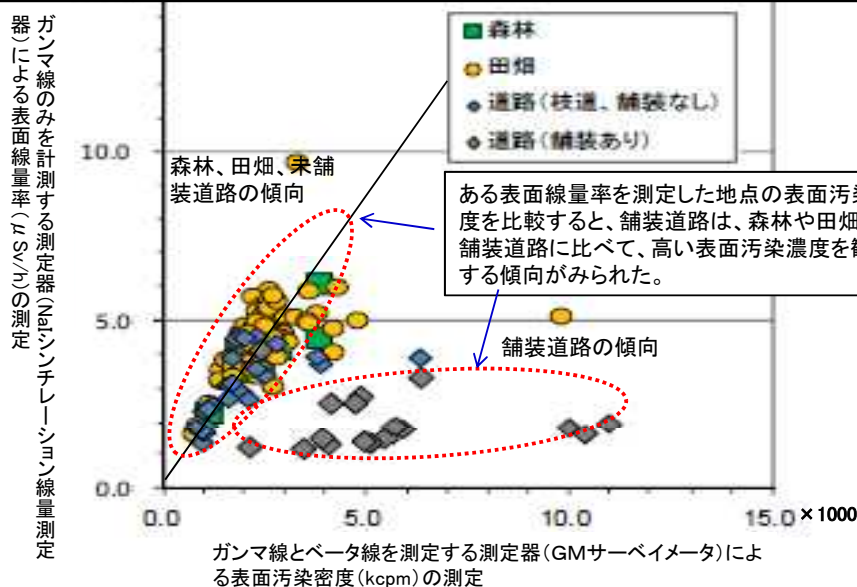 ガンマ線のみを計測する測定器(NaIシンチレーション線量測定
器)による表面線量率(μSv/h)の測定
森林
田畑
道路(枝道、舗装なし)
道路(舗装あり)
10.0
森林、田畑、未舗
装道路の傾向
ある表面線量率を測定した地点の表面汚染
度を比較すると、舗装道路は、森林や田畑
舗装道路に比べて、高い表面汚染濃度を
する傾向がみられた。
5.0
舗装道路の傾向
0.0
0.0
5.0
10.0
15.0
×1000
ガンマ線とベータ線を測定する測定器(GMサーベイメータ)によ
る表面汚染密度(kcpm)の測定